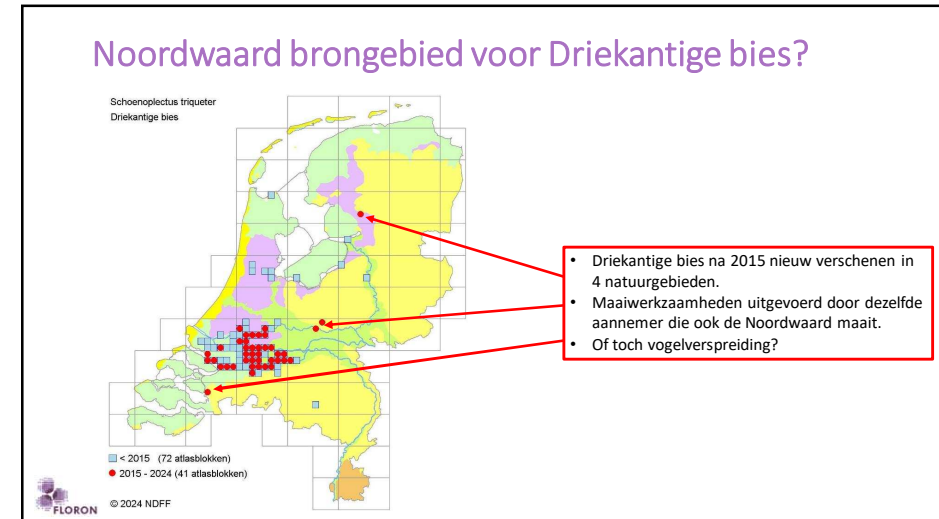 Noordwaard brongebied voor Driekantige bies?
Schoenoplectus triqueter
Driekantige bies
• Driekantige bies na 2015 nieuw verschenen in
4 natuurgebieden.
• Maaiwerkzaamheden uitgevoerd door dezelfde
aannemer die ook de Noordwaard maait.
• Of toch vogelverspreiding?
< 2015 (72 atlasblokken)
2015 - 2024 (41 atlasblokken)
FLORON
© 2024 NDFF